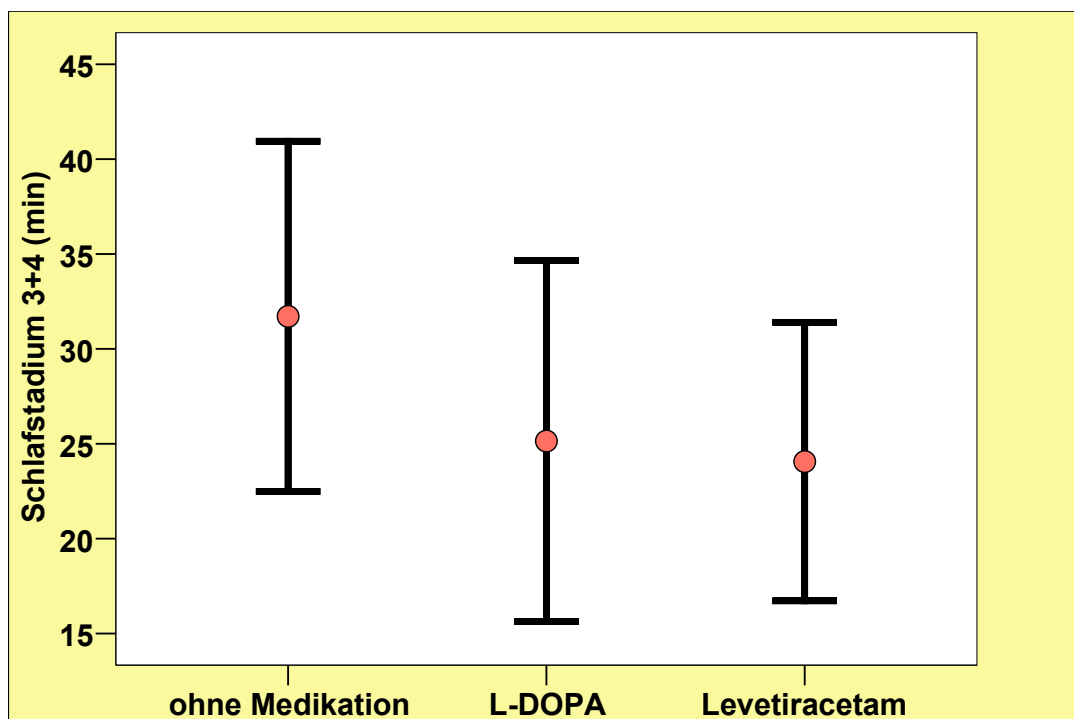 Schlafstadium 3+4 (min)
45
40
35
30
25
20
15
ohne Medikation
L-DOPA
Levetiracetam